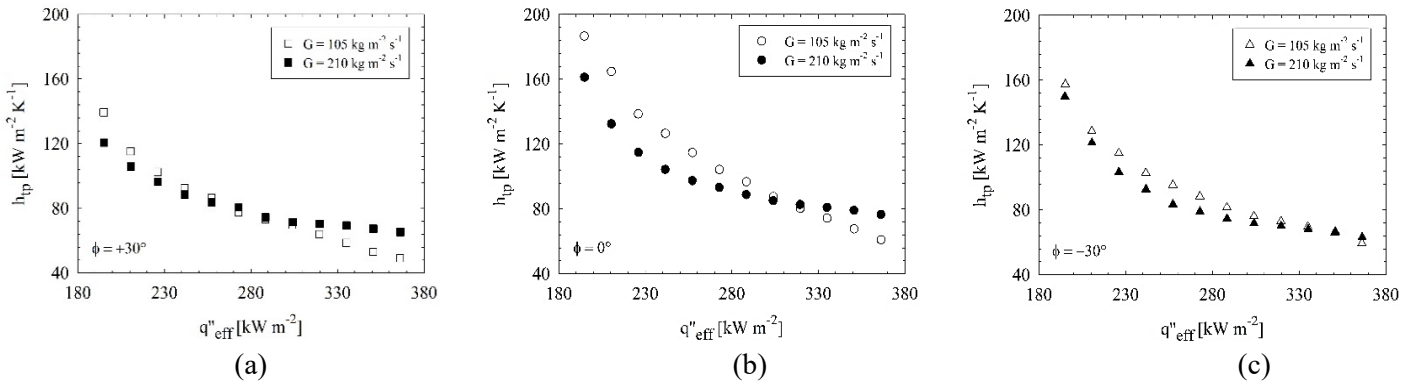 200
160
120
80
40
h_tp [kW m⁻² K⁻¹]
□ G = 105 kg m⁻² s⁻¹
■ G = 210 kg m⁻² s⁻¹
ϕ = +30°
180 230 280 330 380
q"_eff [kW m⁻²]
(a)
200
160
120
80
40
h_tp [kW m⁻² K⁻¹]
○ G = 105 kg m⁻² s⁻¹
● G = 210 kg m⁻² s⁻¹
ϕ = 0°
180 230 280 330 380
q"_eff [kW m⁻²]
(b)
200
160
120
80
40
h_tp [kW m⁻² K⁻¹]
△ G = 105 kg m⁻² s⁻¹
▲ G = 210 kg m⁻² s⁻¹
ϕ = −30°
180 230 280 330 380
q"_eff [kW m⁻²]
(c)